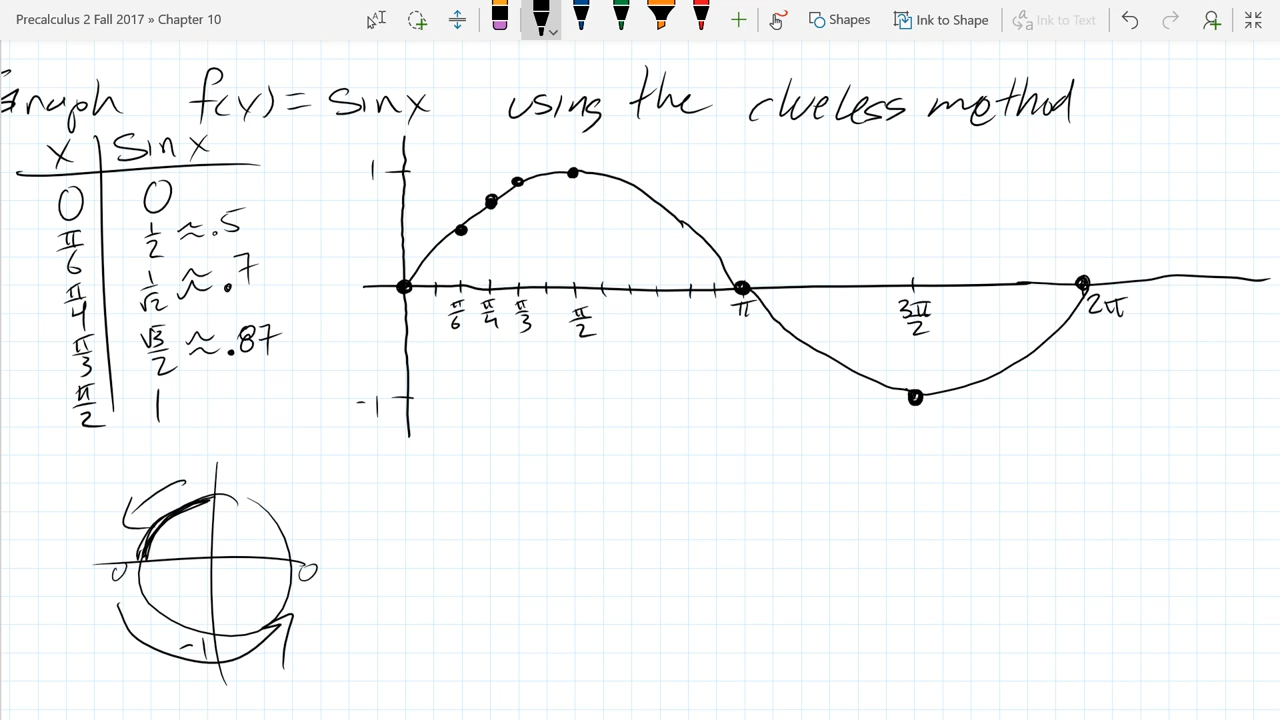 Precalculus 2 Fall 2017 » Chapter 10
Shapes
Ink to Shape
Ink to Text
Graph f(x) = sin x using the clueless method
x sin x
0 0
π/6 1/2 ≈ .5
π/4 1/√2 ≈ .7
π/3 √3/2 ≈ .87
π/2 1
1
π/6 π/4 π/3 π/2 π 3π/2 2π
-1
0 0
-1